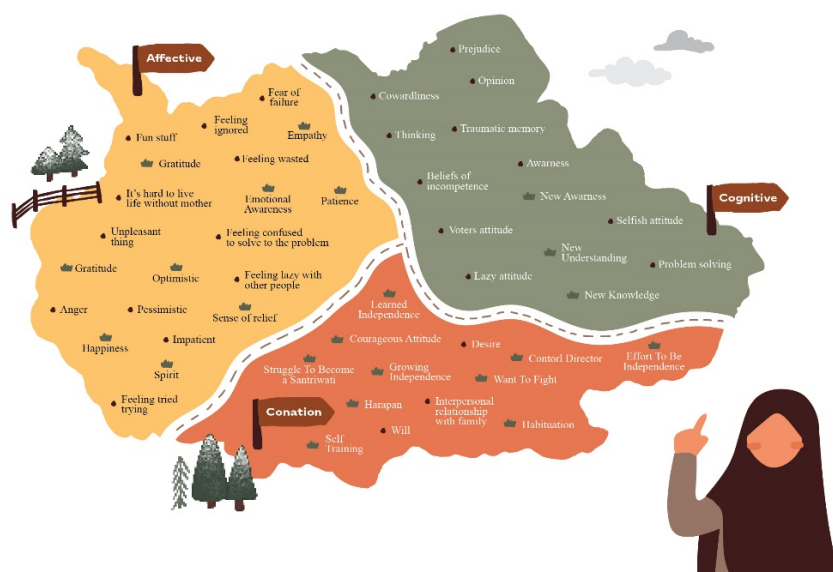 Affective
Fear of
failure
Feeling
ignored
Empathy
Fun stuff
Gratitude
Feeling wasted
It's hard to live
life without mother
Emotional
Awareness
Patience
Unpleasant
thing
Feeling confused
to solve to the problem
Gratitude
Optimistic
Feeling lazy with
other people
Anger
Pessimistic
Sense of relief
Happiness
Impatient
Spirit
Feeling tried
trying
Prejudice
Opinion
Cowardliness
Thinking
Traumatic memory
Awarness
Beliefs of
incompetence
New Awarness
Cognitive
Selfish attitude
Voters attitude
New
Understanding
Problem solving
Lazy attitude
New Knowledge
Learned
Independence
Courageous Attitude
Desire
Struggle To Become
a Santriwati
Growing
Independence
Contorl Director
Effort To Be
Independence
Want To Fight
Conation
Harapan
Interpersonal
relationship
with family
Will
Habituation
Self
Training